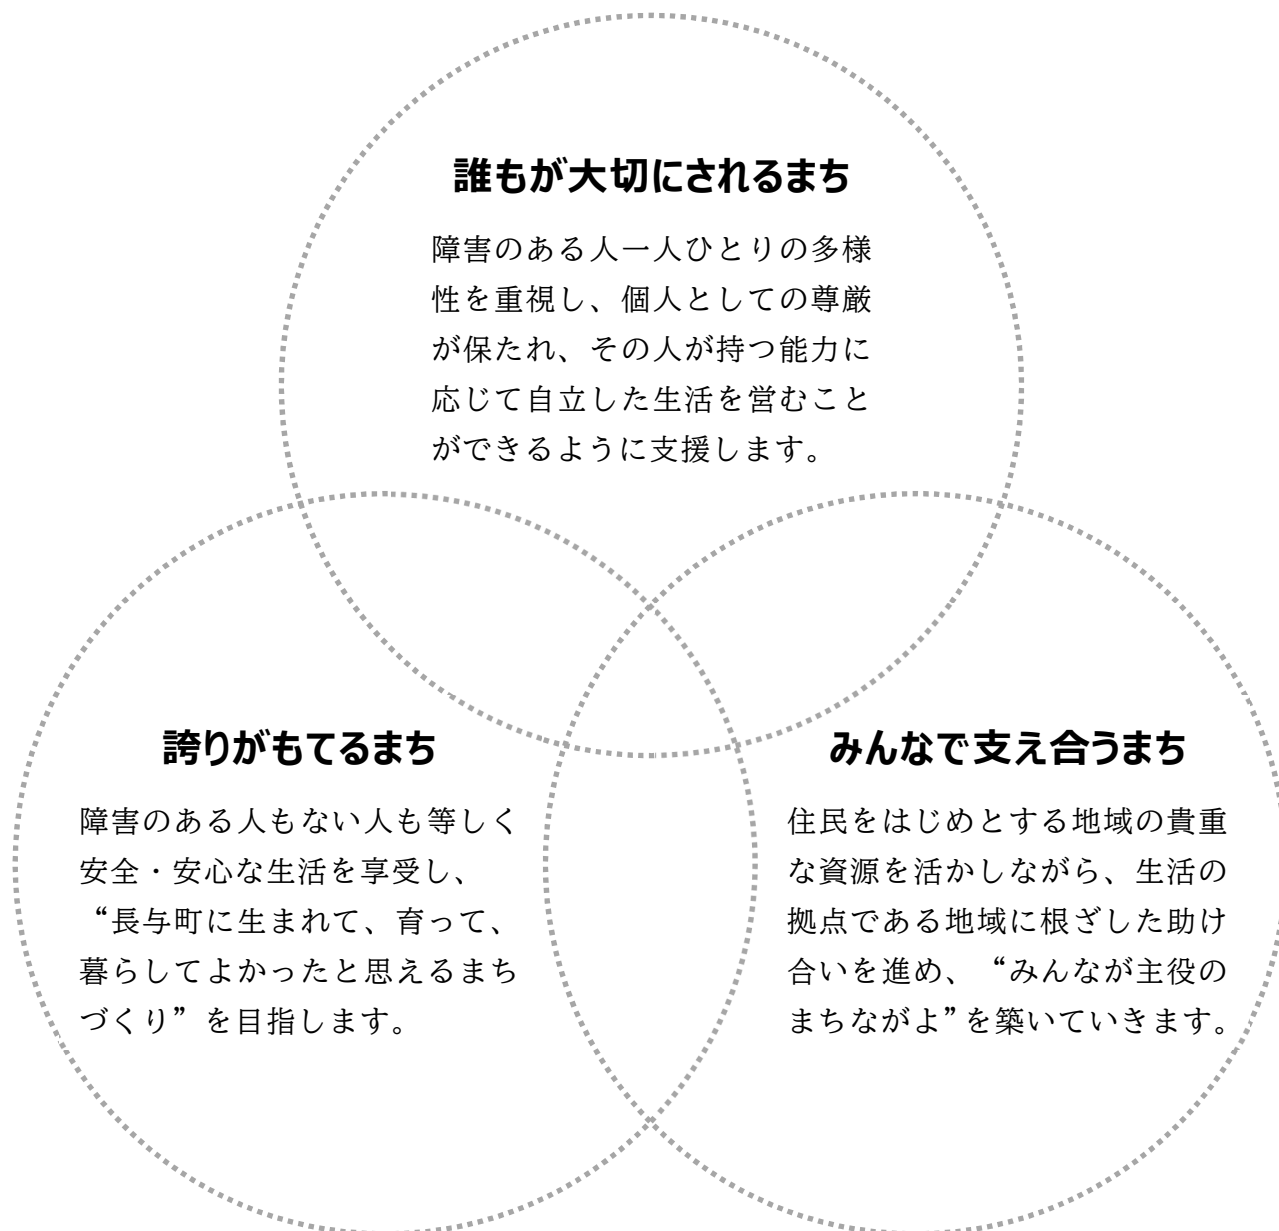 誰もが大切にされるまち
障害のある人一人ひとりの多様
性を重視し、個人としての尊厳
が保たれ、その人が持つ能力に
応じて自立した生活を営むこと
ができるように支援します。
誇りがもてるまち
障害のある人もない人も等しく
安全・安心な生活を享受し、
“長与町に生まれて、育って、
暮らしてよかったと思えるまち
づくり”を目指します。
みんなで支え合うまち
住民をはじめとする地域の貴重
な資源を活かしながら、生活の
拠点である地域に根ざした助け
合いを進め、“みんなが主役の
まちながよ”を築いていきます。